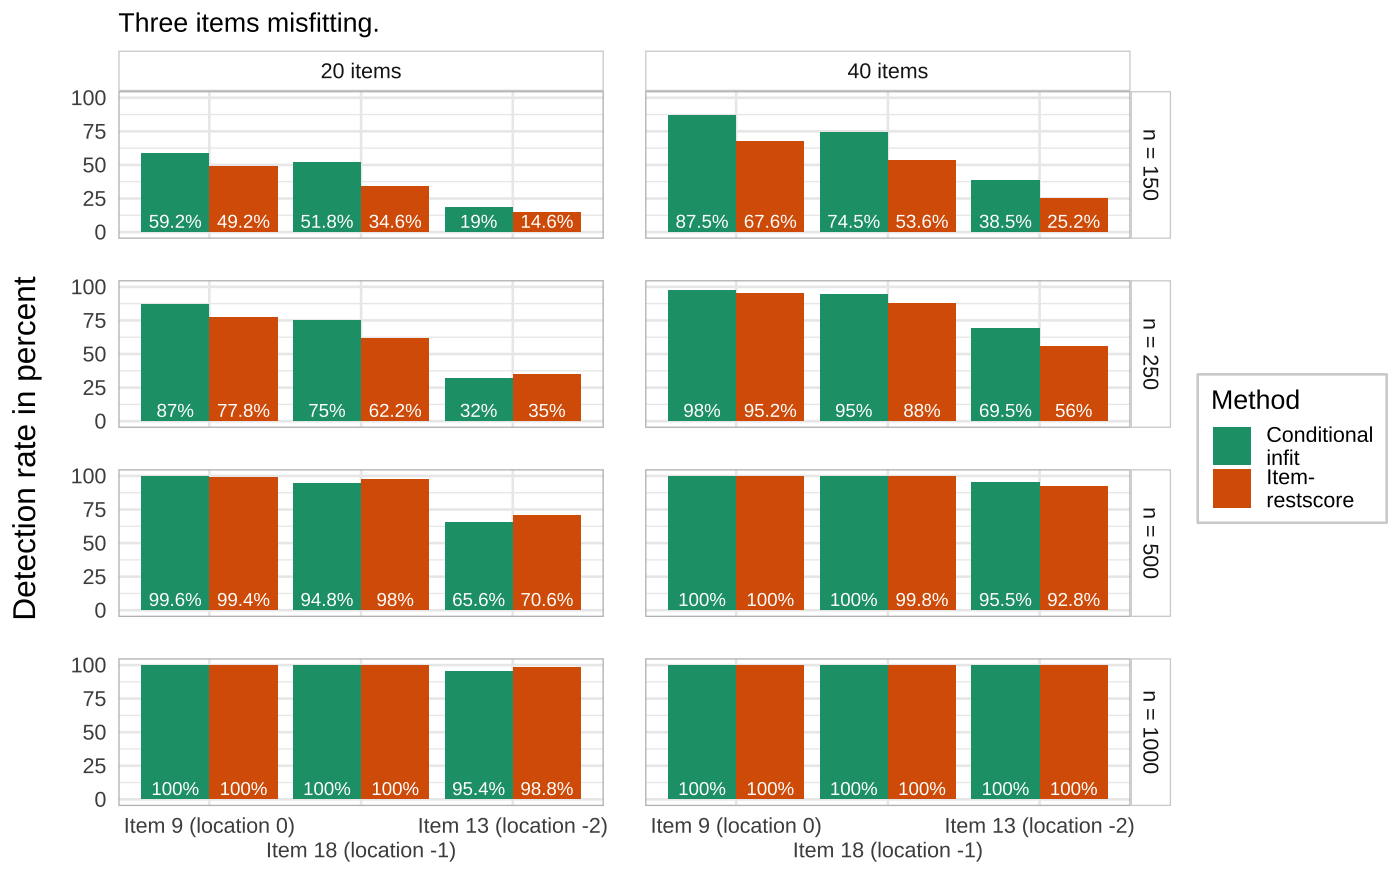 Three items misfitting.
20 items
40 items
Detection rate in percent
100
75
50
25
0
59.2% 49.2% 51.8% 34.6% 19% 14.6%
87.5% 67.6% 74.5% 53.6% 38.5% 25.2%
n = 150
100
75
50
25
0
87% 77.8% 75% 62.2% 32% 35%
98% 95.2% 95% 88% 69.5% 56%
n = 250
100
75
50
25
0
99.6% 99.4% 94.8% 98% 65.6% 70.6%
100% 100% 100% 99.8% 95.5% 92.8%
n = 500
100
75
50
25
0
100% 100% 100% 100% 95.4% 98.8%
100% 100% 100% 100% 100% 100%
n = 1000
Item 9 (location 0)
Item 18 (location -1)
Item 13 (location -2)
Item 9 (location 0)
Item 18 (location -1)
Item 13 (location -2)
Method
Conditional
infit
Item-
restscore